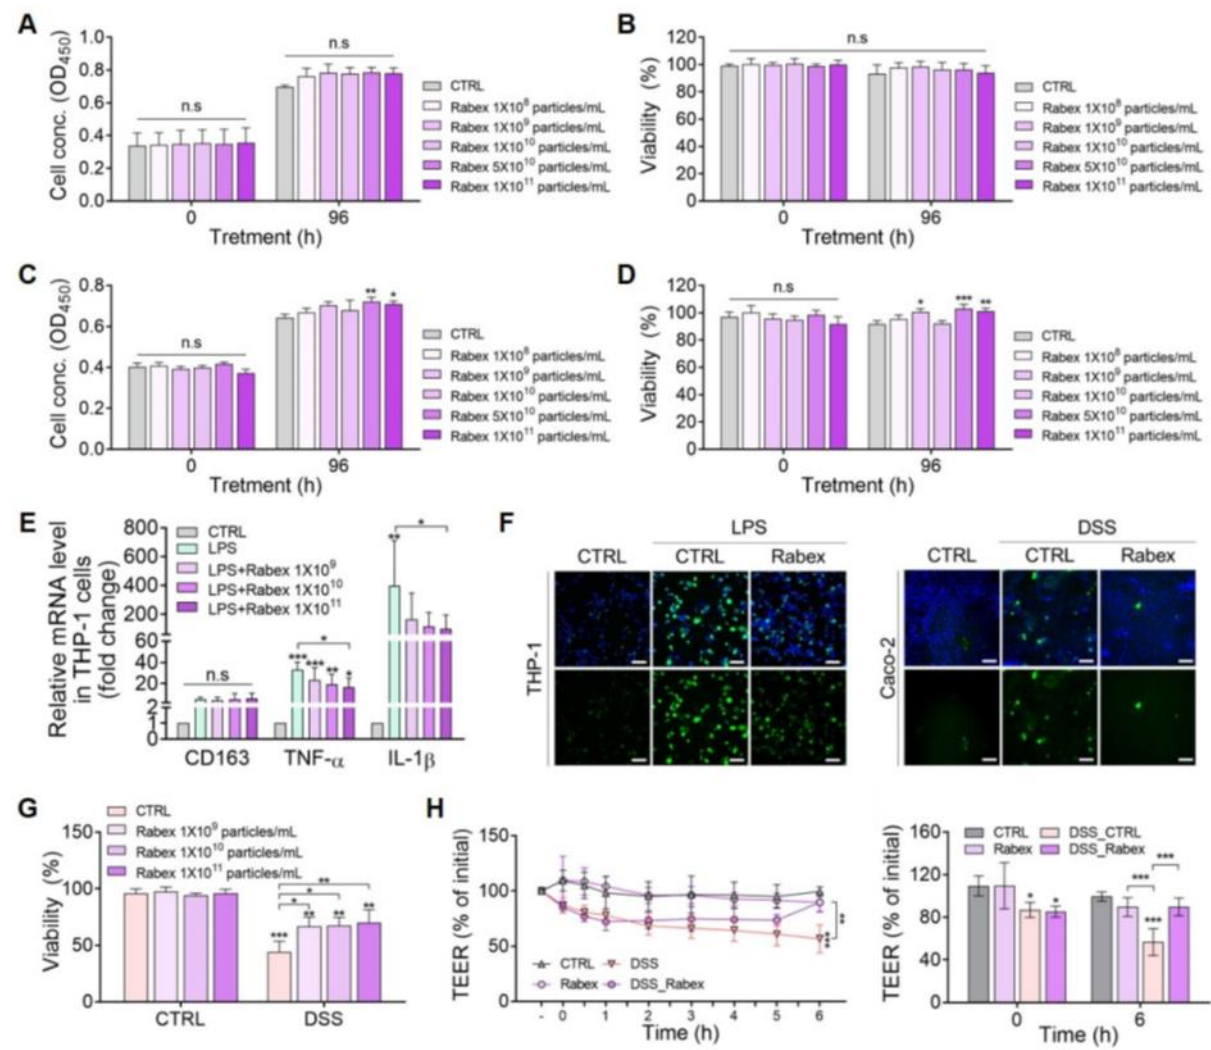 A
Cell conc. (OD450)
1.0
0.8
0.6
0.4
0.2
0.0
n.s
n.s
0
96
Tretment (h)
CTRL
Rabex 1X10^8 particles/mL
Rabex 1X10^9 particles/mL
Rabex 1X10^10 particles/mL
Rabex 5X10^10 particles/mL
Rabex 1X10^11 particles/mL
B
Viability (%)
120
100
80
60
40
20
0
n.s
0
96
Tretment (h)
CTRL
Rabex 1X10^8 particles/mL
Rabex 1X10^9 particles/mL
Rabex 1X10^10 particles/mL
Rabex 5X10^10 particles/mL
Rabex 1X10^11 particles/mL
C
Cell conc. (OD450)
0.8
0.6
0.4
0.2
0.0
n.s
** *
0
96
Tretment (h)
CTRL
Rabex 1X10^8 particles/mL
Rabex 1X10^9 particles/mL
Rabex 1X10^10 particles/mL
Rabex 5X10^10 particles/mL
Rabex 1X10^11 particles/mL
D
Viability (%)
120
100
80
60
40
20
0
n.s
* *** **
0
96
Tretment (h)
CTRL
Rabex 1X10^8 particles/mL
Rabex 1X10^9 particles/mL
Rabex 1X10^10 particles/mL
Rabex 5X10^10 particles/mL
Rabex 1X10^11 particles/mL
E
Relative mRNA level
in THP-1 cells
(fold change)
800
600
400
200
60
40
20
2
1
0
CTRL
LPS
LPS+Rabex 1X10^9
LPS+Rabex 1X10^10
LPS+Rabex 1X10^11
n.s
*
*** *** ** *
*
**
CD163
TNF-α
IL-1β
F
LPS
CTRL
CTRL
Rabex
THP-1
DSS
CTRL
CTRL
Rabex
Caco-2
G
Viability (%)
150
100
50
0
CTRL
Rabex 1X10^9 particles/mL
Rabex 1X10^10 particles/mL
Rabex 1X10^11 particles/mL
**
*
*
*** ** ** **
CTRL
DSS
H
TEER (% of initial)
150
100
50
0
CTRL
DSS
Rabex
DSS_Rabex
**
***
- 0 1 2 3 4 5 6
Time (h)
TEER (% of initial)
160
120
80
40
0
CTRL
DSS_CTRL
Rabex
DSS_Rabex
* *
***
***
***
0
6
Time (h)